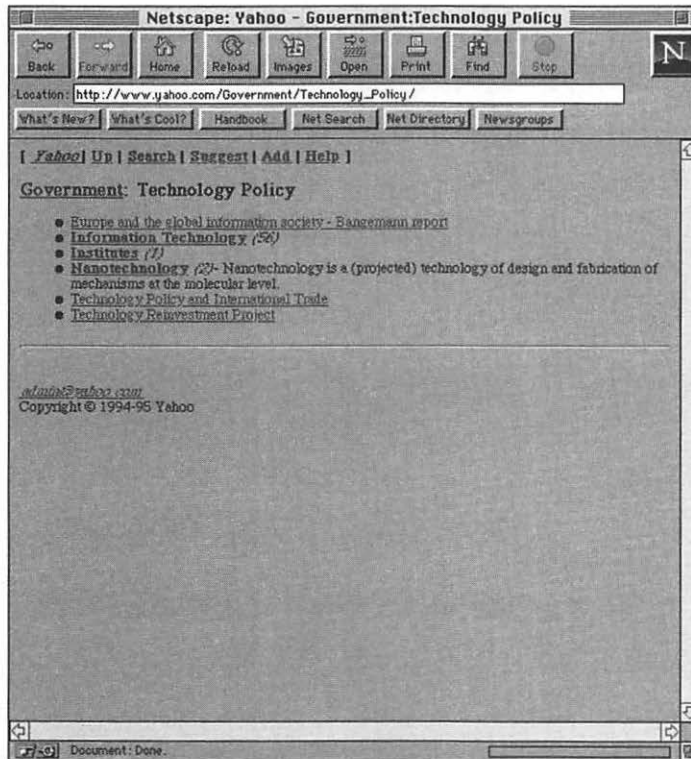 Netscape: Yahoo - Government:Technology Policy
Back Forward Home Reload Images Open Print Find Stop
N
Location: http://www.yahoo.com/Government/Technology_Policy/
What's New? What's Cool? Handbook Net Search Net Directory Newsgroups
[ Yahoo | Up | Search | Suggest | Add | Help ]
Government: Technology Policy
Europe and the global information society - Bangemann report
Information Technology (56)
Institutes (7)
Nanotechnology (2)- Nanotechnology is a (projected) technology of design and fabrication of
mechanisms at the molecular level.
Technology Policy and International Trade
Technology Reinvestment Project
admin@yahoo.com
Copyright © 1994-95 Yahoo
Document: Done.